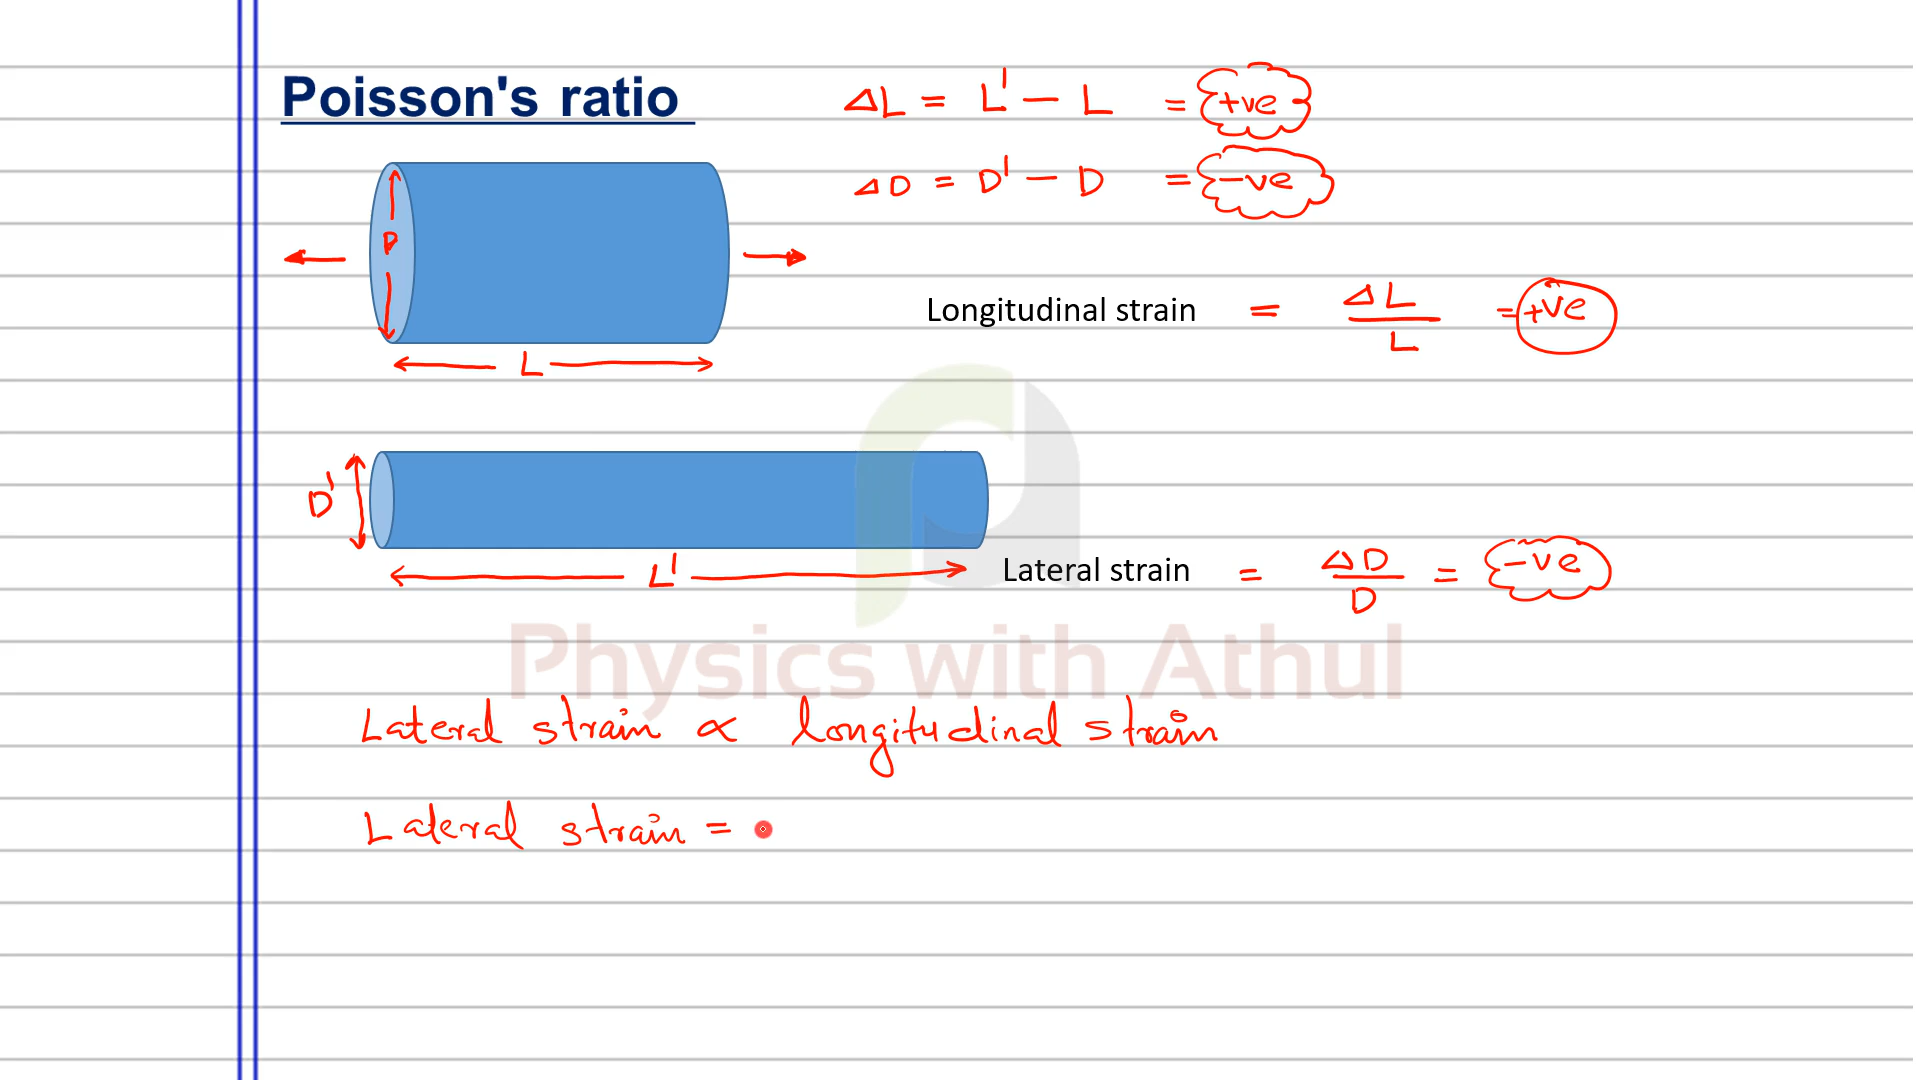 Poisson's ratio
ΔL = L' − L = +ve
ΔD = D' − D = −ve
D
L
Longitudinal strain = ΔL/L = +ve
D'
L'
Lateral strain = ΔD/D = −ve
Physics with Athul
Lateral strain ∝ longitudinal strain
Lateral strain =